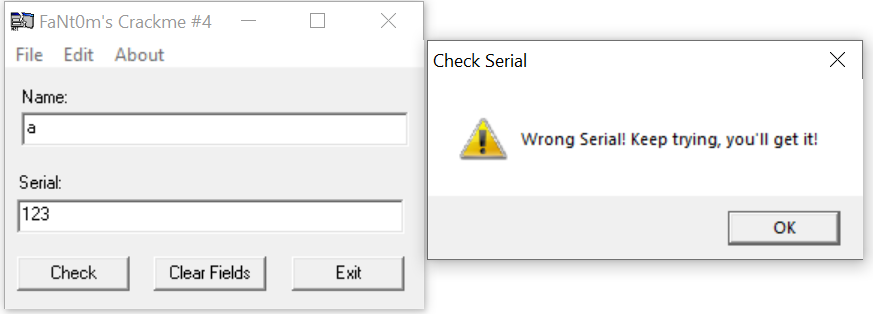 FaNt0m's Crackme #4
File Edit About
Name:
a
Serial:
123
Check Clear Fields Exit
Check Serial
Wrong Serial! Keep trying, you'll get it!
OK